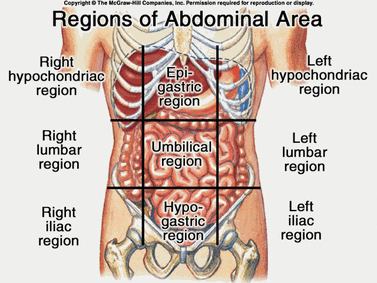 Copyright © The McGraw-Hill Companies, Inc. Permission required for reproduction or display.
Regions of Abdominal Area
Right
hypochondriac
region
Epi-
gastric
region
Left
hypochondriac
region
Right
lumbar
region
Umbilical
region
Left
lumbar
region
Right
iliac
region
Hypo-
gastric
region
Left
iliac
region